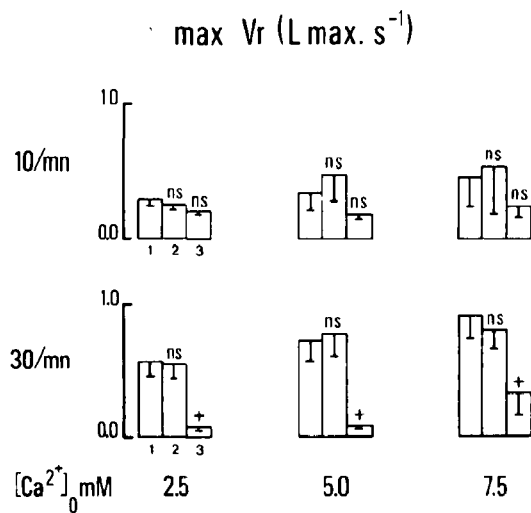 max Vr (L max. s⁻¹)
1.0
10/mn
ns
ns
ns
ns
ns
ns
0.0
1 2 3
1.0
30/mn
ns
ns
ns
+
+
+
0.0
1 2 3
[Ca²⁺]₀ mM 2.5 5.0 7.5